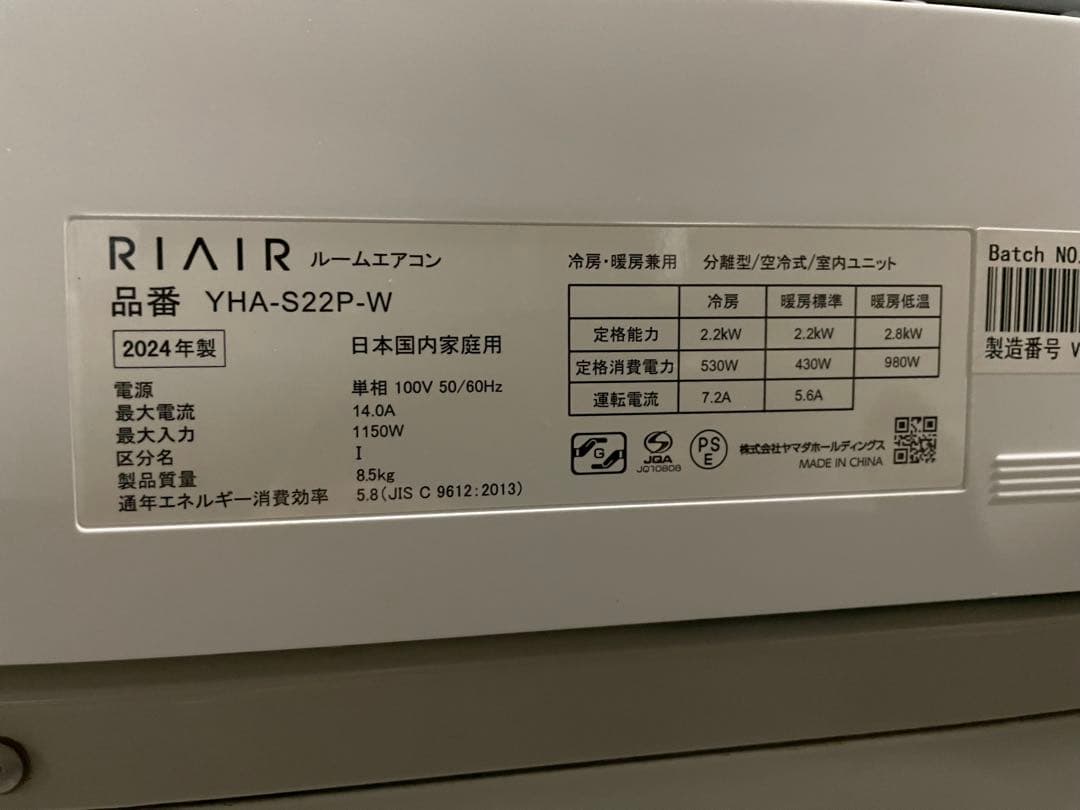 RIAIR ルームエアコン
品番 YHA-S22P-W
2024年製 日本国内家庭用
電源 単相 100V 50/60Hz
最大電流 14.0A
最大入力 1150W
区分名 I
製品質量 8.5kg
通年エネルギー消費効率 5.8(JIS C 9612:2013)
冷房・暖房兼用 分離型/空冷式/室内ユニット
冷房 暖房標準 暖房低温
定格能力 2.2kW 2.2kW 2.8kW
定格消費電力 530W 430W 980W
運転電流 7.2A 5.6A
G
JQA
JQ10808
PS
E
株式会社ヤマダホールディングス
MADE IN CHINA
Batch NO.
製造番号